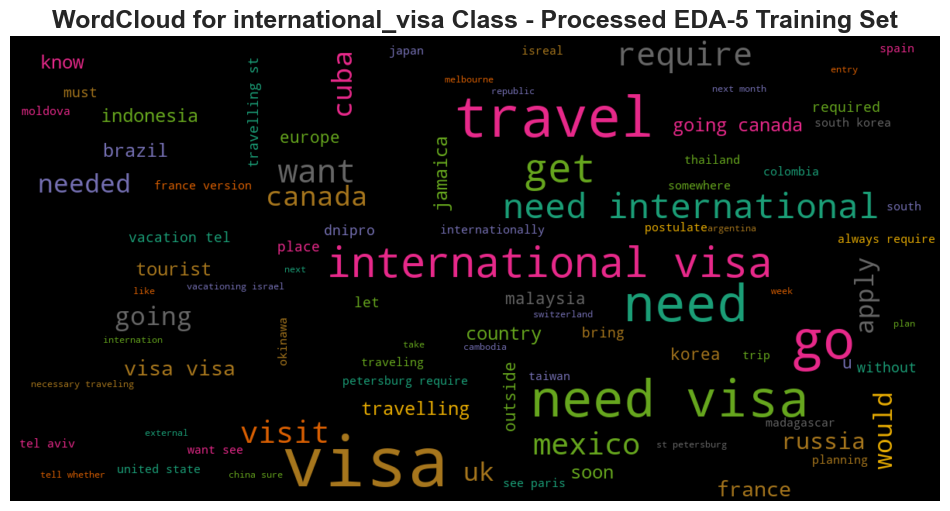 WordCloud for international_visa Class - Processed EDA-5 Training Set
know
must
moldova
indonesia
brazil
needed
france version
travelling st
cuba
japan
isreal
require
spain
entry
melbourne
republic
next month
travel
going canada
required
south korea
europe
want
canada
jamaica
get
thailand
somewhere
colombia
need international
south
vacation tel
dnipro
internationally
postulate
argentina
always require
place
tourist
next
international visa
like
vacationing israel
let
malaysia
switzerland
need
week
apply
going
internation
okinawa
country
bring
go
plan
take
cambodia
korea
trip
u
without
visa visa
traveling
necessary traveling
petersburg require
taiwan
outside
travelling
need visa
would
madagascar
tel aviv
external
want see
visit
mexico
st petersburg
russia
planning
tell whether
united state
china sure
visa
uk
see paris
soon
france